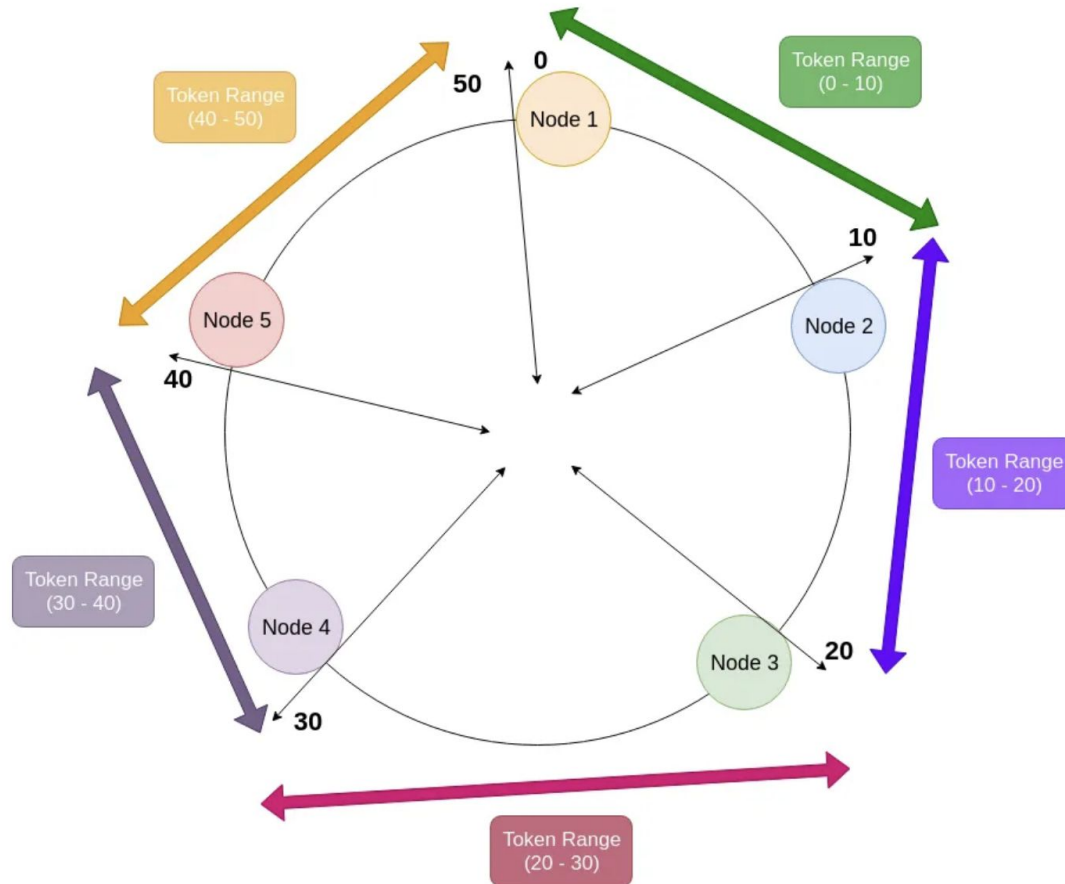 0
Token Range
(0 - 10)
50
Token Range
(40 - 50)
Node 1
10
Node 2
Node 5
40
Token Range
(10 - 20)
Token Range
(30 - 40)
Node 4
Node 3
20
30
Token Range
(20 - 30)